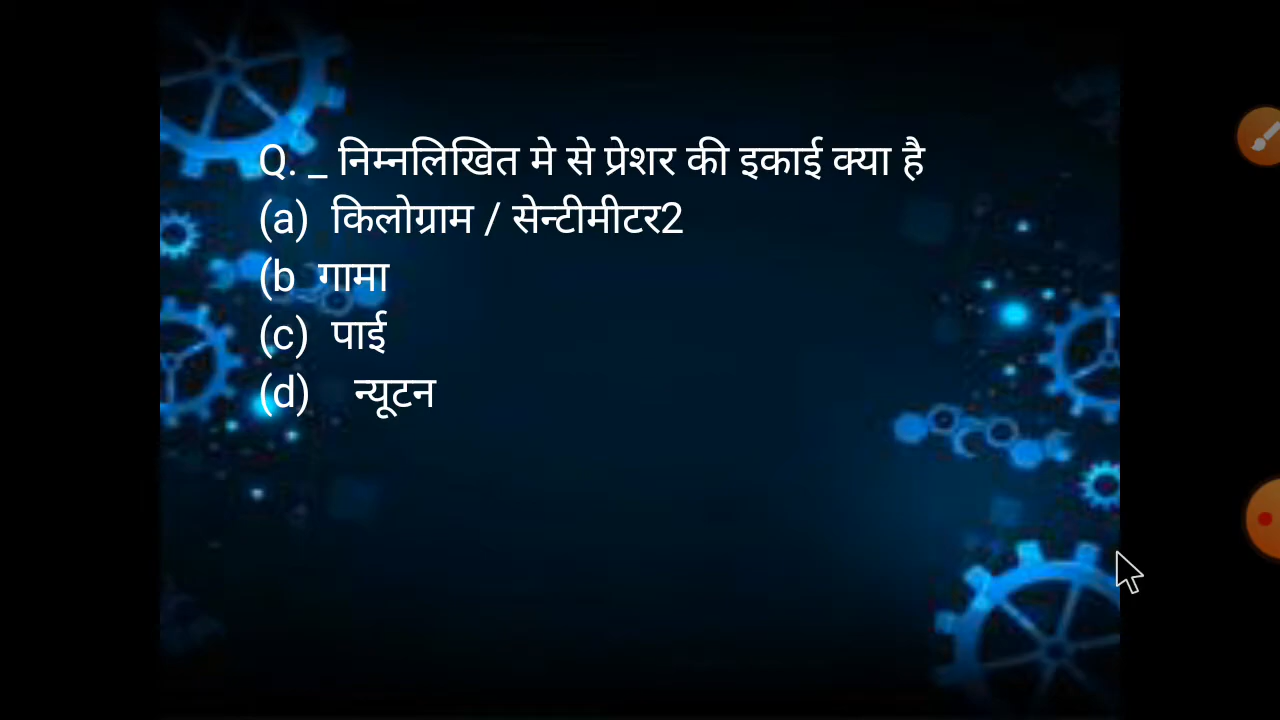 Q. _ निम्नलिखित मे से प्रेशर की इकाई क्या है
(a) किलोग्राम / सेन्टीमीटर2
(b गामा
(c) पाई
(d) न्यूटन